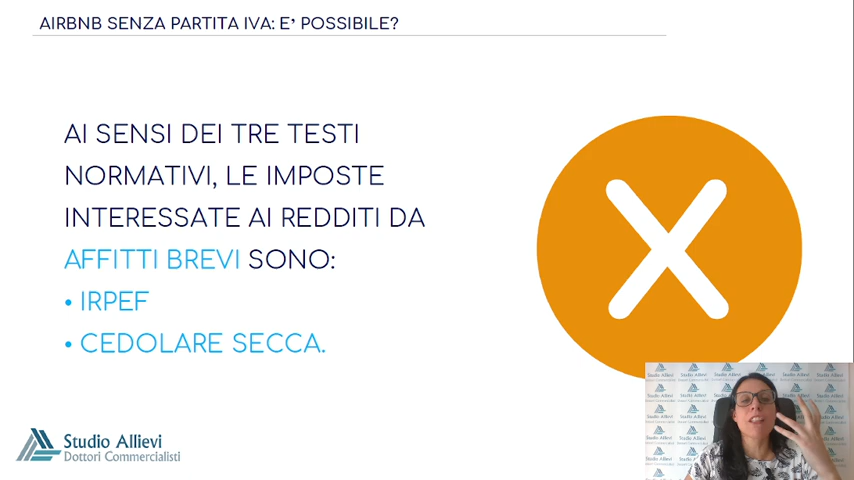 AIRBNB SENZA PARTITA IVA: E’ POSSIBILE?
AI SENSI DEI TRE TESTI
NORMATIVI, LE IMPOSTE
INTERESSATE AI REDDITI DA
AFFITTI BREVI SONO:
• IRPEF
• CEDOLARE SECCA.
Studio Allievi
Dottori Commercialisti